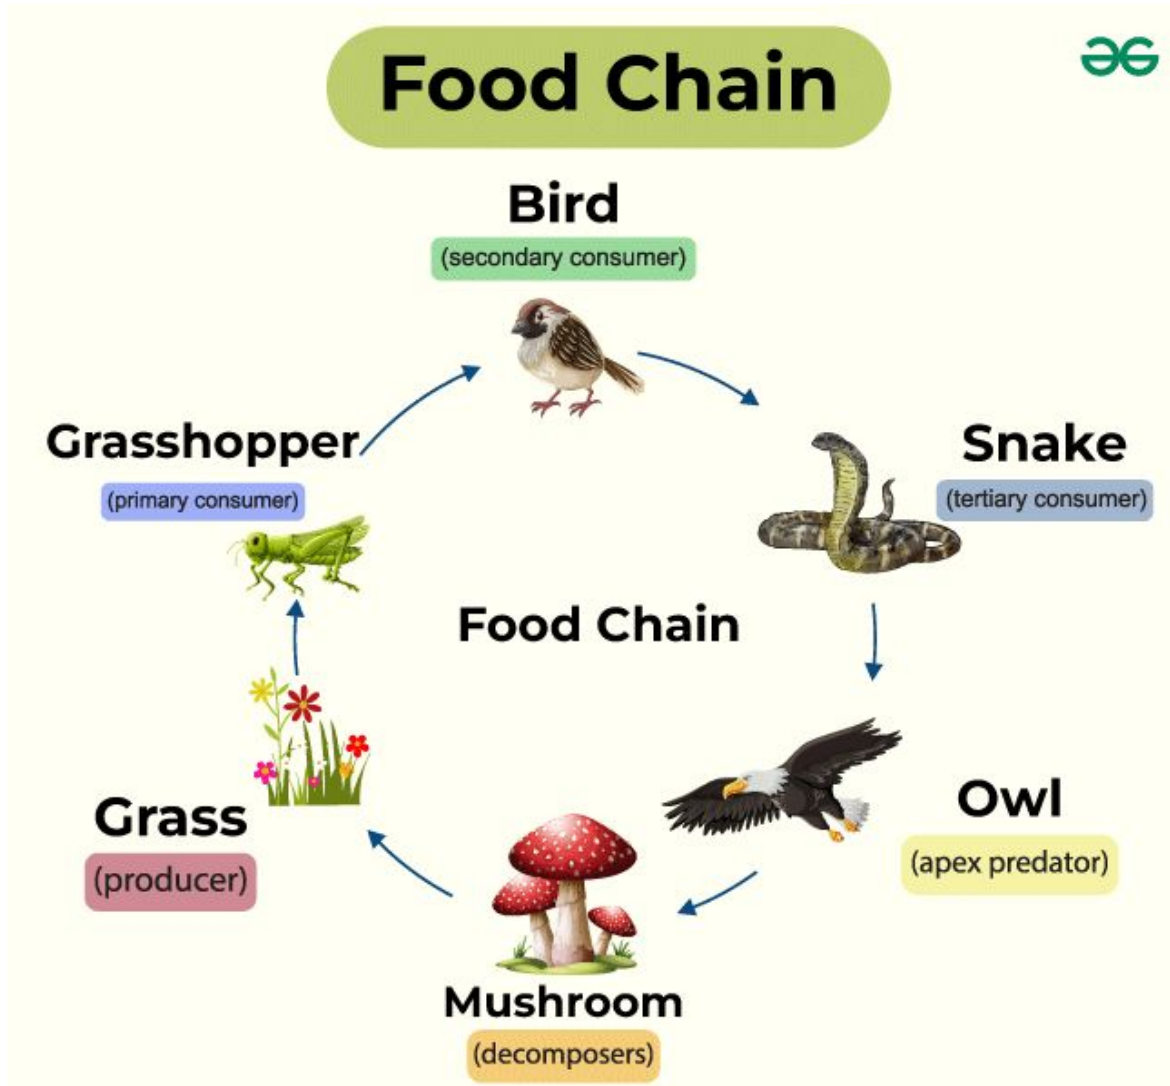 Food Chain
Bird
(secondary consumer)
Grasshopper
(primary consumer)
Snake
(tertiary consumer)
Food Chain
Owl
(apex predator)
Grass
(producer)
Mushroom
(decomposers)